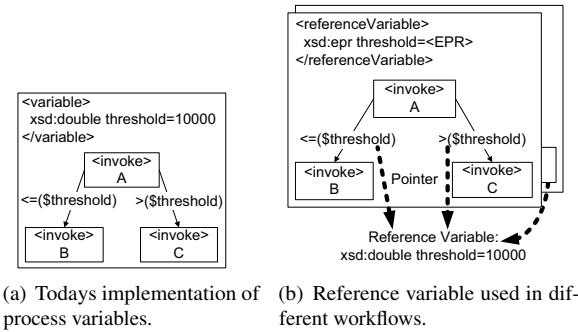 <variable>
xsd:double threshold=10000
</variable>
<invoke>
A
<=($threshold)
>($threshold)
<invoke>
B
<invoke>
C
(a) Todays implementation of
process variables.
<referenceVariable>
xsd:epr threshold=<EPR>
</referenceVariable>
<invoke>
A
<=($threshold)
>($threshold)
<invoke>
B
Pointer
<invoke>
C
Reference Variable:
xsd:double threshold=10000
(b) Reference variable used in dif-
ferent workflows.